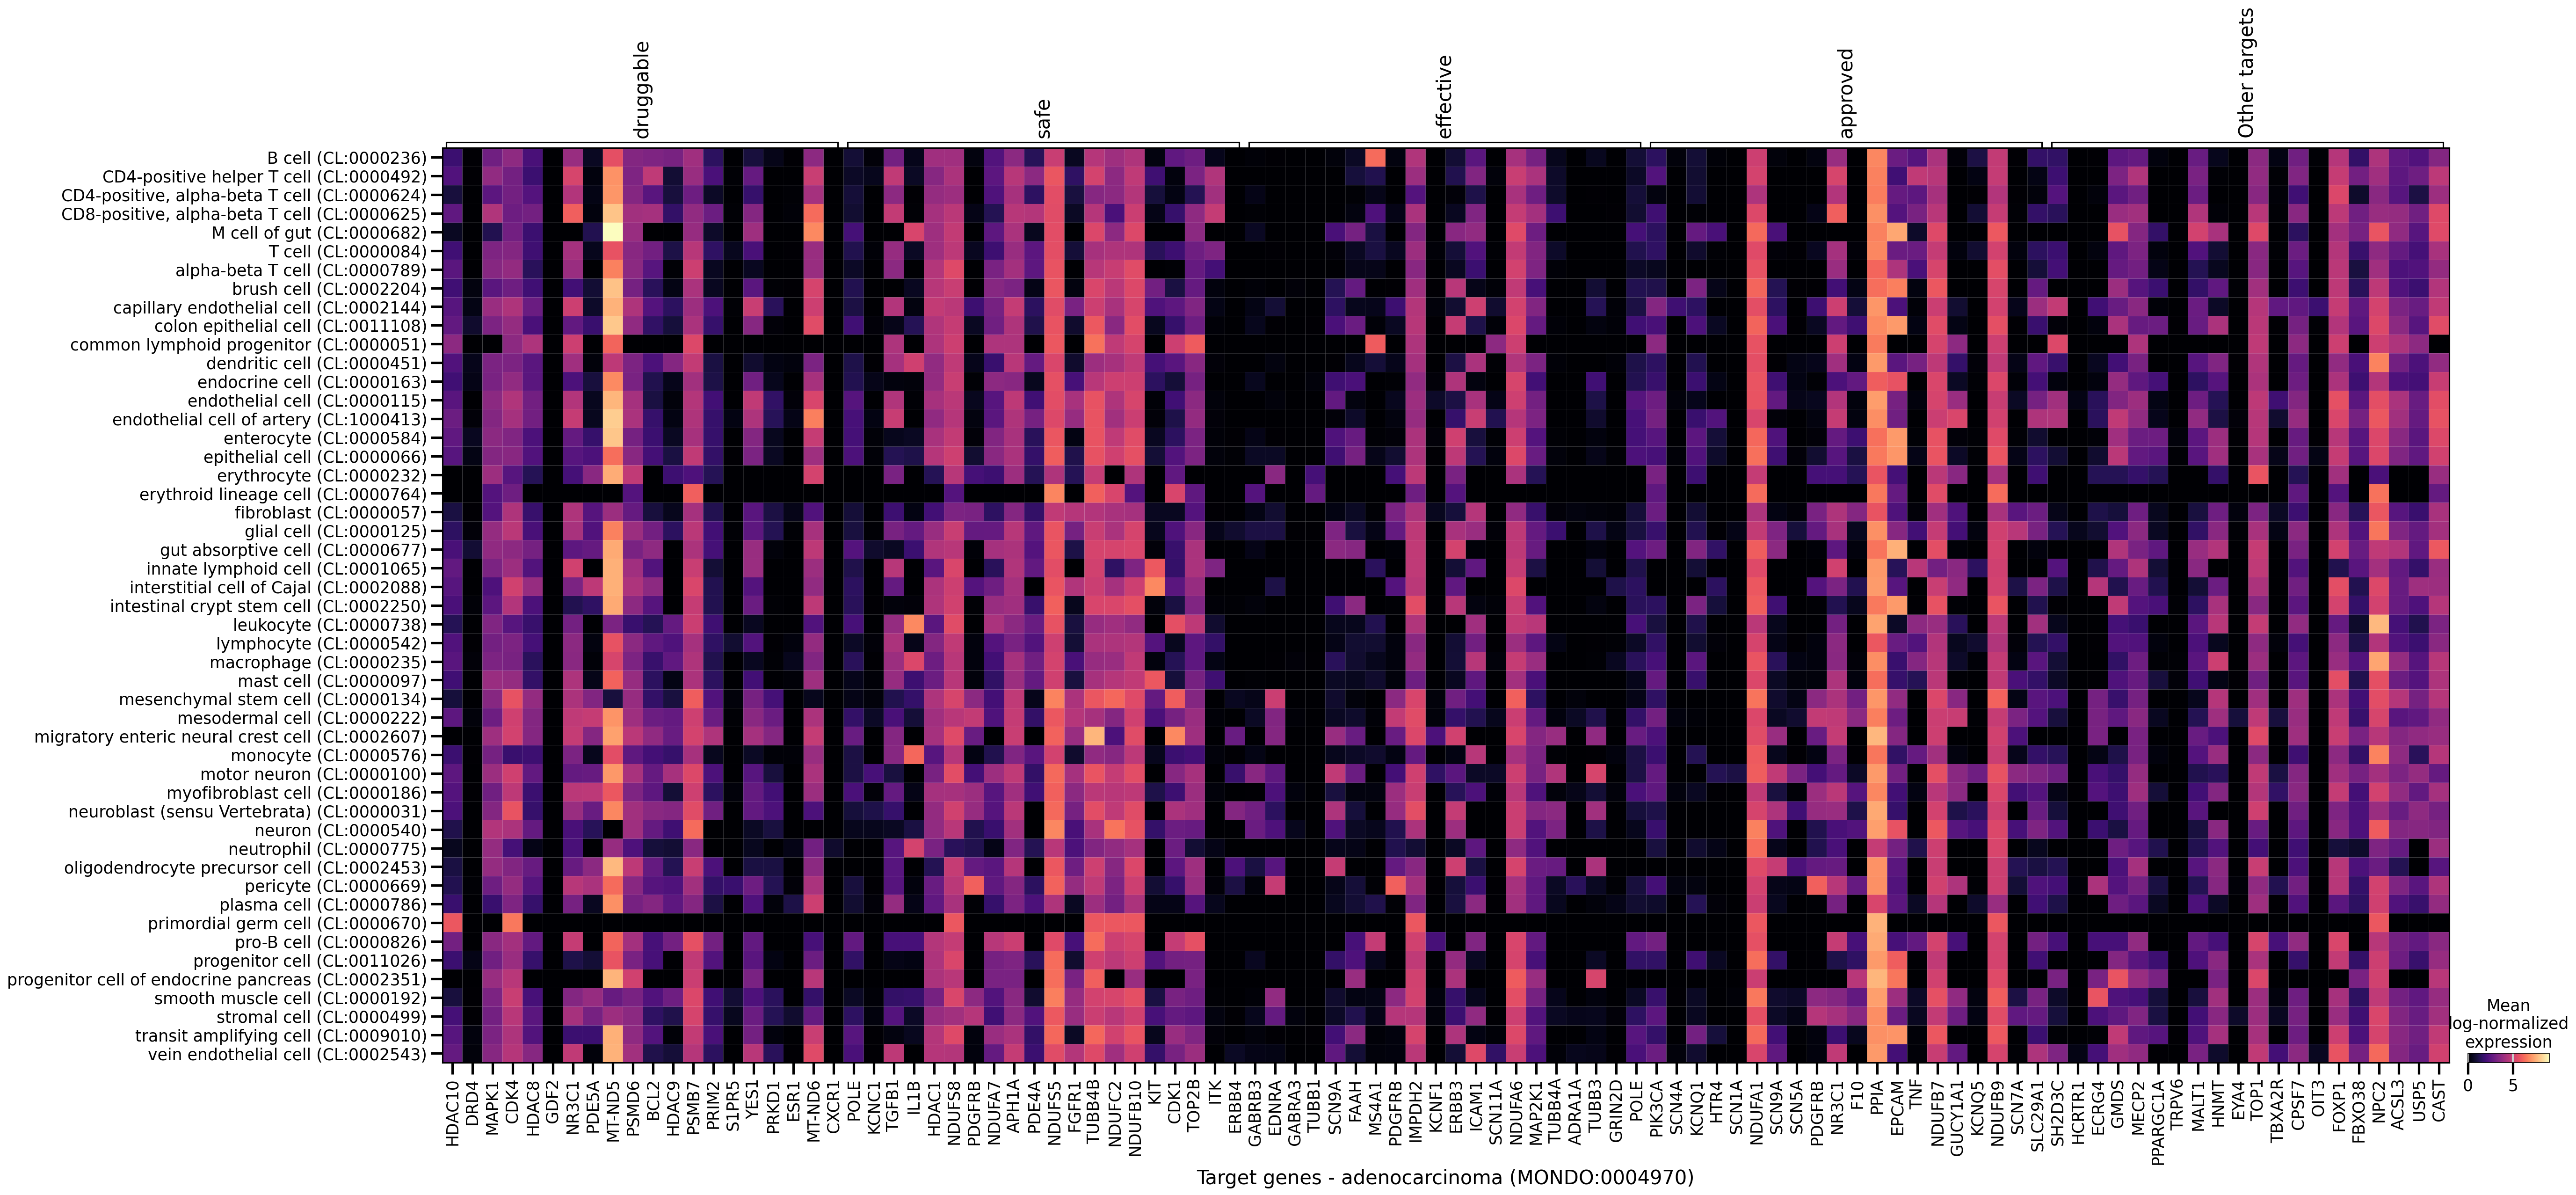 druggable
safe
effective
approved
Other targets
B cell (CL:0000236)
CD4-positive helper T cell (CL:0000492)
CD4-positive, alpha-beta T cell (CL:0000624)
CD8-positive, alpha-beta T cell (CL:0000625)
M cell of gut (CL:0000682)
T cell (CL:0000084)
alpha-beta T cell (CL:0000789)
brush cell (CL:0002204)
capillary endothelial cell (CL:0002144)
colon epithelial cell (CL:0011108)
common lymphoid progenitor (CL:0000051)
dendritic cell (CL:0000451)
endocrine cell (CL:0000163)
endothelial cell (CL:0000115)
endothelial cell of artery (CL:1000413)
enterocyte (CL:0000584)
epithelial cell (CL:0000066)
erythrocyte (CL:0000232)
erythroid lineage cell (CL:0000764)
fibroblast (CL:0000057)
glial cell (CL:0000125)
gut absorptive cell (CL:0000677)
innate lymphoid cell (CL:0001065)
interstitial cell of Cajal (CL:0002088)
intestinal crypt stem cell (CL:0002250)
leukocyte (CL:0000738)
lymphocyte (CL:0000542)
macrophage (CL:0000235)
mast cell (CL:0000097)
mesenchymal stem cell (CL:0000134)
mesodermal cell (CL:0000222)
migratory enteric neural crest cell (CL:0002607)
monocyte (CL:0000576)
motor neuron (CL:0000100)
myofibroblast cell (CL:0000186)
neuroblast (sensu Vertebrata) (CL:0000031)
neuron (CL:0000540)
neutrophil (CL:0000775)
oligodendrocyte precursor cell (CL:0002453)
pericyte (CL:0000669)
plasma cell (CL:0000786)
primordial germ cell (CL:0000670)
pro-B cell (CL:0000826)
progenitor cell (CL:0011026)
progenitor cell of endocrine pancreas (CL:0002351)
smooth muscle cell (CL:0000192)
stromal cell (CL:0000499)
transit amplifying cell (CL:0009010)
vein endothelial cell (CL:0002543)
HDAC10
DRD4
MAPK1
CDK4
HDAC8
GDF2
NR3C1
PDE5A
MT-ND5
PSMD6
BCL2
HDAC9
PSMB7
PRIM2
S1PR5
YES1
PRKD1
ESR1
MT-ND6
CXCR1
POLE
KCNC1
TGFB1
IL1B
HDAC1
NDUFS8
PDGFRB
NDUFA7
APH1A
PDE4A
NDUFS5
FGFR1
TUBB4B
NDUFC2
NDUFB10
KIT
CDK1
TOP2B
ITK
ERBB4
GABRB3
EDNRA
GABRA3
TUBB1
SCN9A
FAAH
MS4A1
PDGFRB
IMPDH2
KCNF1
ERBB3
ICAM1
SCN11A
NDUFA6
MAP2K1
TUBB4A
ADRA1A
TUBB3
GRIN2D
POLE
PIK3CA
SCN4A
KCNQ1
HTR4
SCN1A
NDUFA1
SCN9A
SCN5A
PDGFRB
NR3C1
F10
PPIA
EPCAM
TNF
NDUFB7
GUCY1A1
KCNQ5
NDUFB9
SCN7A
SLC29A1
SH2D3C
HCRTR1
ECRG4
GMDS
MECP2
PPARGC1A
TRPV6
MALT1
HNMT
EYA4
TOP1
TBXA2R
CPSF7
OIT3
FOXP1
FBXO38
NPC2
ACSL3
USP5
CAST
Target genes - adenocarcinoma (MONDO:0004970)
Mean
log-normalized
expression
0 5